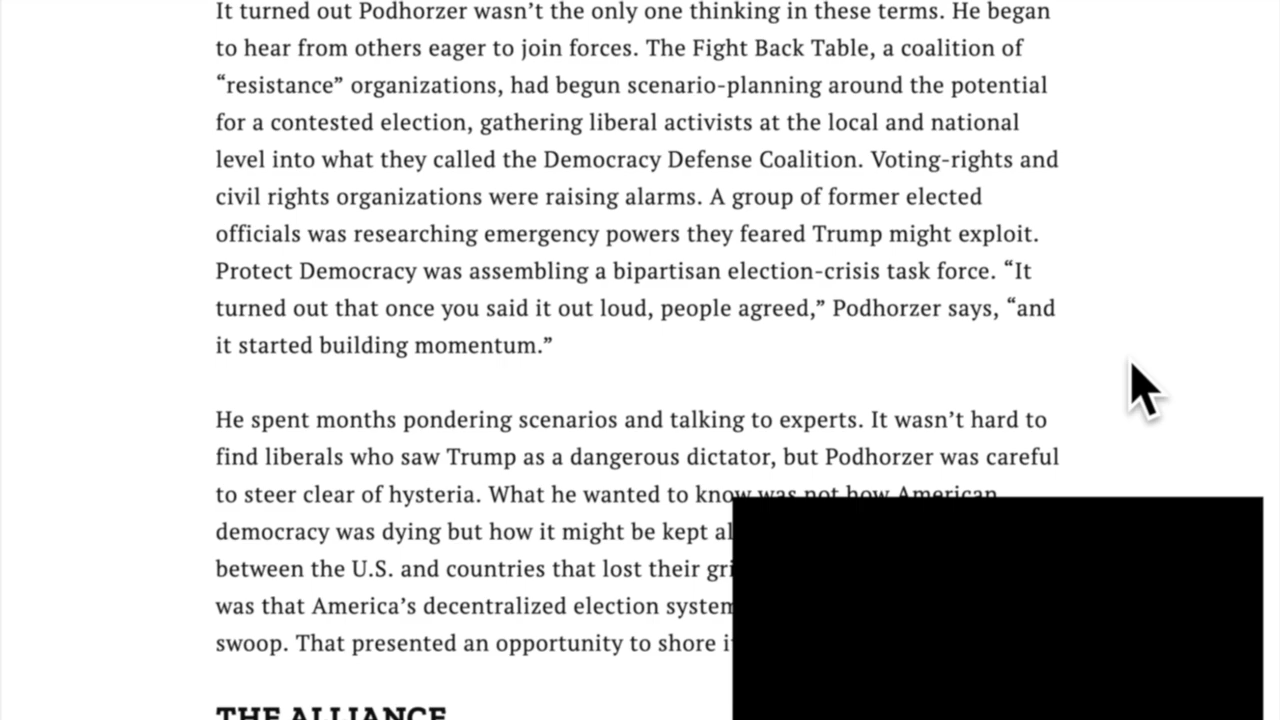 It turned out Podhorzer wasn’t the only one thinking in these terms. He began
to hear from others eager to join forces. The Fight Back Table, a coalition of
“resistance” organizations, had begun scenario-planning around the potential
for a contested election, gathering liberal activists at the local and national
level into what they called the Democracy Defense Coalition. Voting-rights and
civil rights organizations were raising alarms. A group of former elected
officials was researching emergency powers they feared Trump might exploit.
Protect Democracy was assembling a bipartisan election-crisis task force. “It
turned out that once you said it out loud, people agreed,” Podhorzer says, “and
it started building momentum.”
He spent months pondering scenarios and talking to experts. It wasn’t hard to
find liberals who saw Trump as a dangerous dictator, but Podhorzer was careful
to steer clear of hysteria. What he wanted to know was not how American
democracy was dying but how it might be kept
between the U.S. and countries that lost their
was that America’s decentralized election system
swoop. That presented an opportunity to shore
THE ALLIANCE